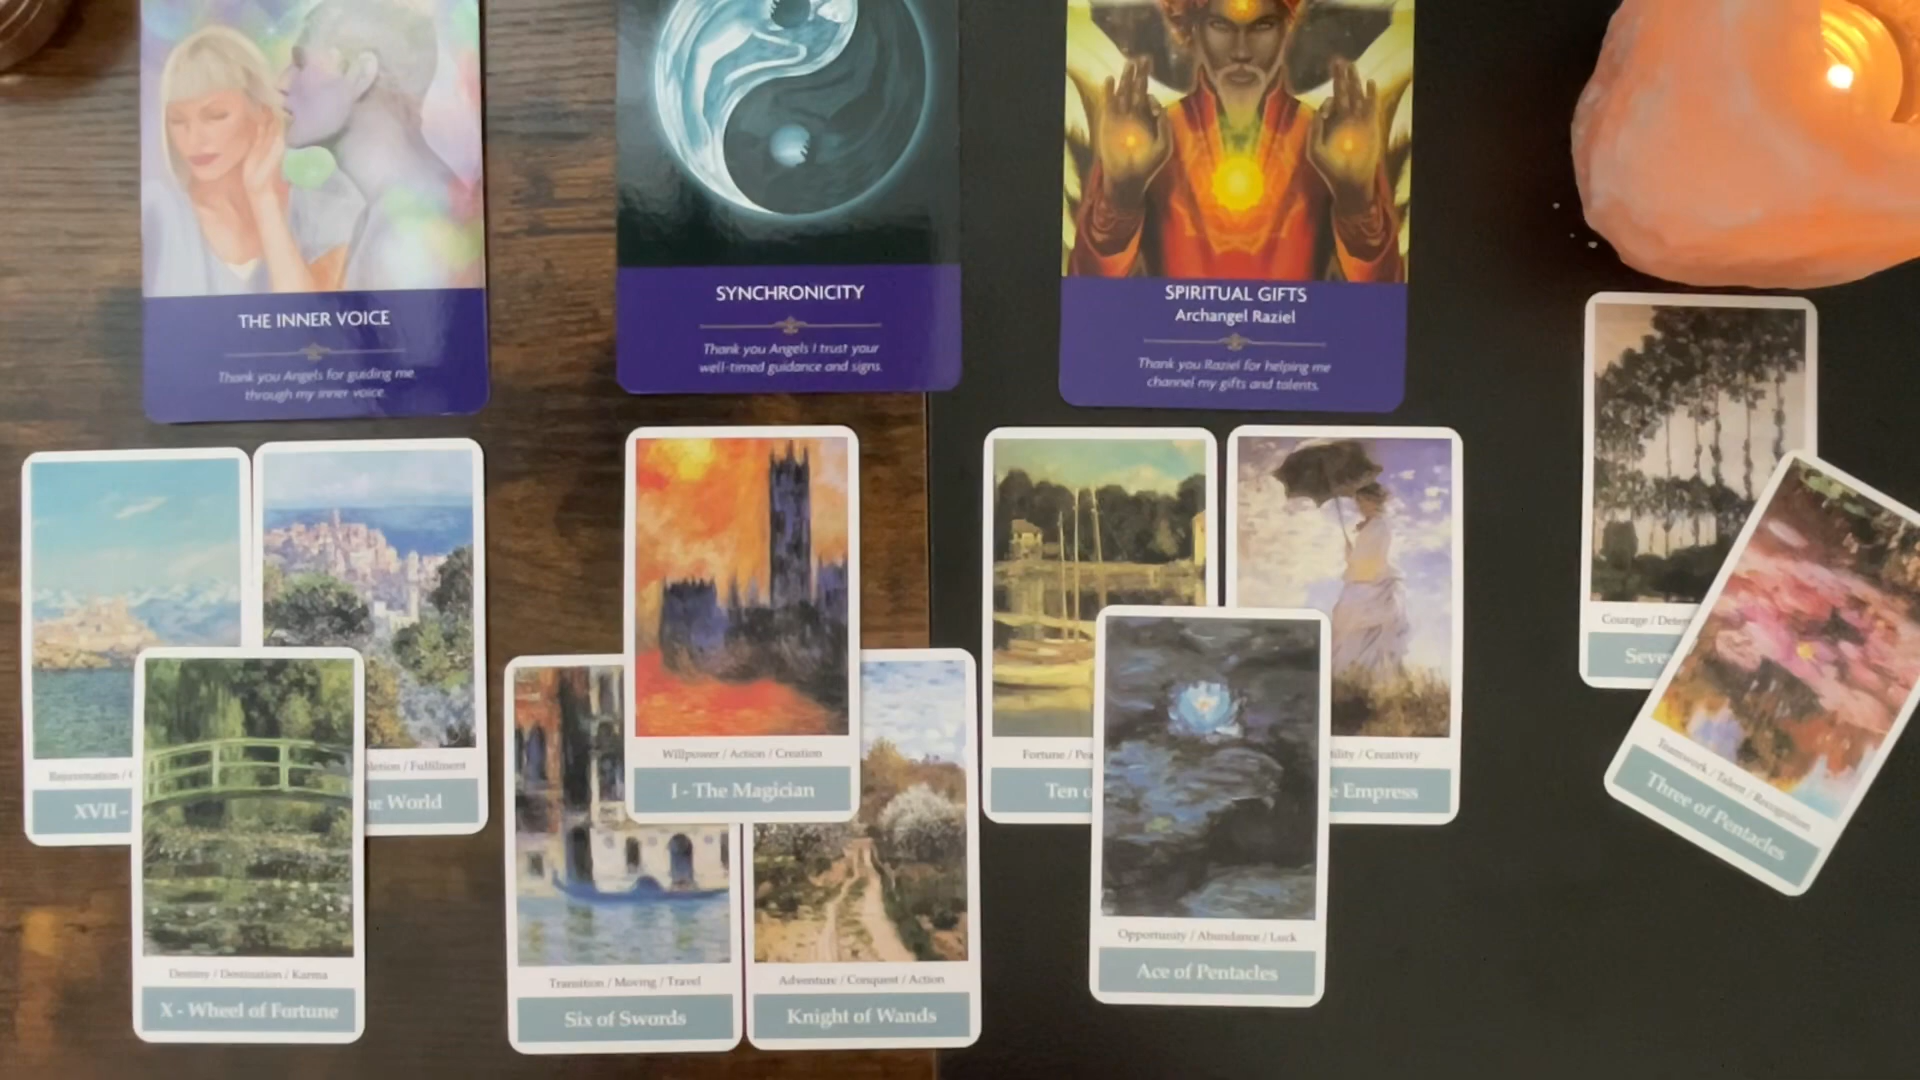 THE INNER VOICE
Thank you Angels for guiding me
through my inner voice.
SYNCHRONICITY
Thank you Angels I trust your
well-timed guidance and signs.
SPIRITUAL GIFTS
Archangel Raziel
Thank you Raziel for helping me
channel my gifts and talents.
Rejuvenation /
XVII -
Fulfillment
World
Destiny / Destination / Karma
X - Wheel of Fortune
Willpower / Action / Creation
I - The Magician
Transition / Moving / Travel
Six of Swords
Adventure / Conquest / Action
Knight of Wands
Fortune /
Ten
Creativity
Empress
Opportunity / Abundance / Luck
Ace of Pentacles
Courage /
Teamwork / Talent / Recognition
Three of Pentacles